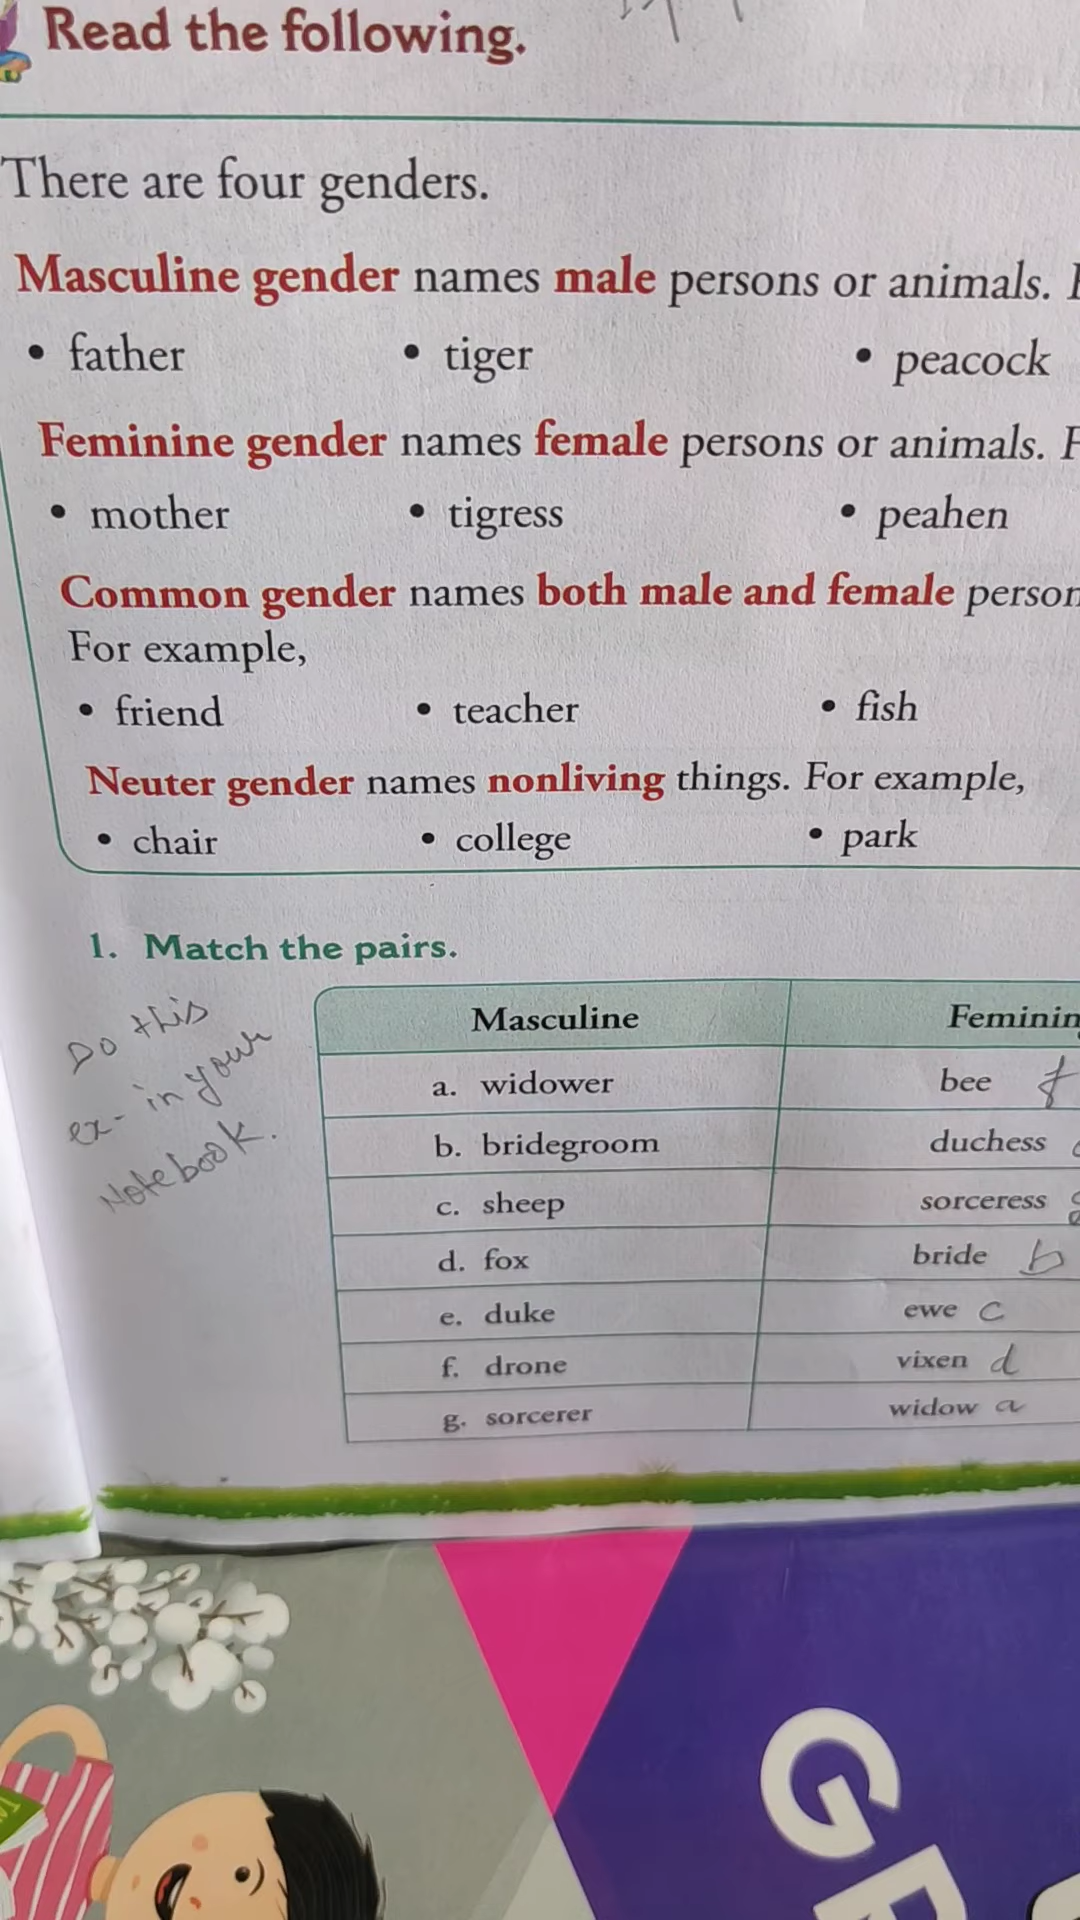 Read the following.
There are four genders.
Masculine gender names male persons or animals.
• father • tiger • peacock
Feminine gender names female persons or animals.
• mother • tigress • peahen
Common gender names both male and female
For example,
• friend • teacher • fish
Neuter gender names nonliving things. For example,
• chair • college • park
1. Match the pairs.
Do this
ex- in your
Notebook.
Masculine
a. widower bee f
b. bridegroom duchess
c. sheep sorceress
d. fox bride b
e. duke ewe c
f. drone vixen d
g. sorcerer widow a